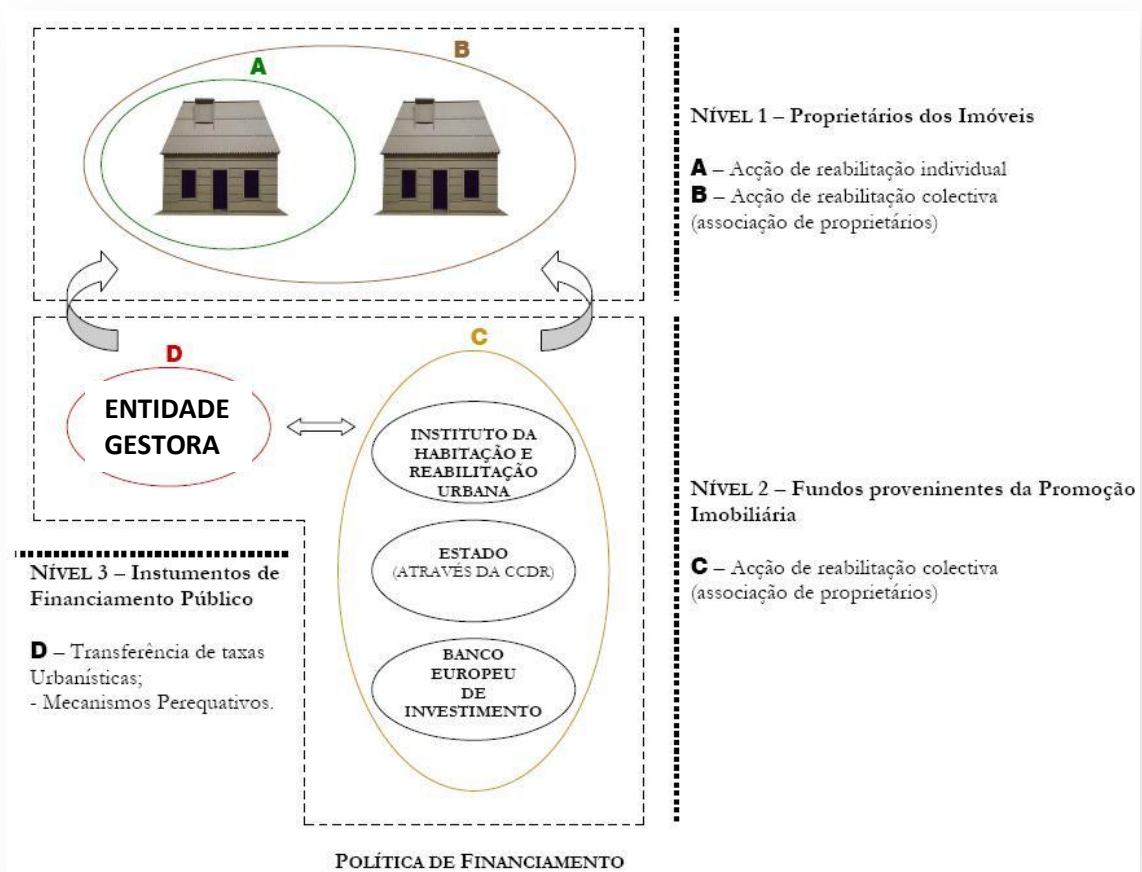 B
A
NÍVEL 1 – Proprietários dos Imóveis
A – Acção de reabilitação individual
B – Acção de reabilitação colectiva
(associação de proprietários)
C
D
ENTIDADE
GESTORA
INSTITUTO DA
HABITAÇÃO E
REABILITAÇÃO
URBANA
ESTADO
(ATRAVÉS DA CCDR)
BANCO
EUROPEU
DE
INVESTIMENTO
NÍVEL 2 – Fundos proveninentes da Promoção
Imobiliária
C – Acção de reabilitação colectiva
(associação de proprietários)
NÍVEL 3 – Instumentos de
Financiamento Público
D – Transferência de taxas
Urbanísticas;
- Mecanismos Perequativos.
POLÍTICA DE FINANCIAMENTO